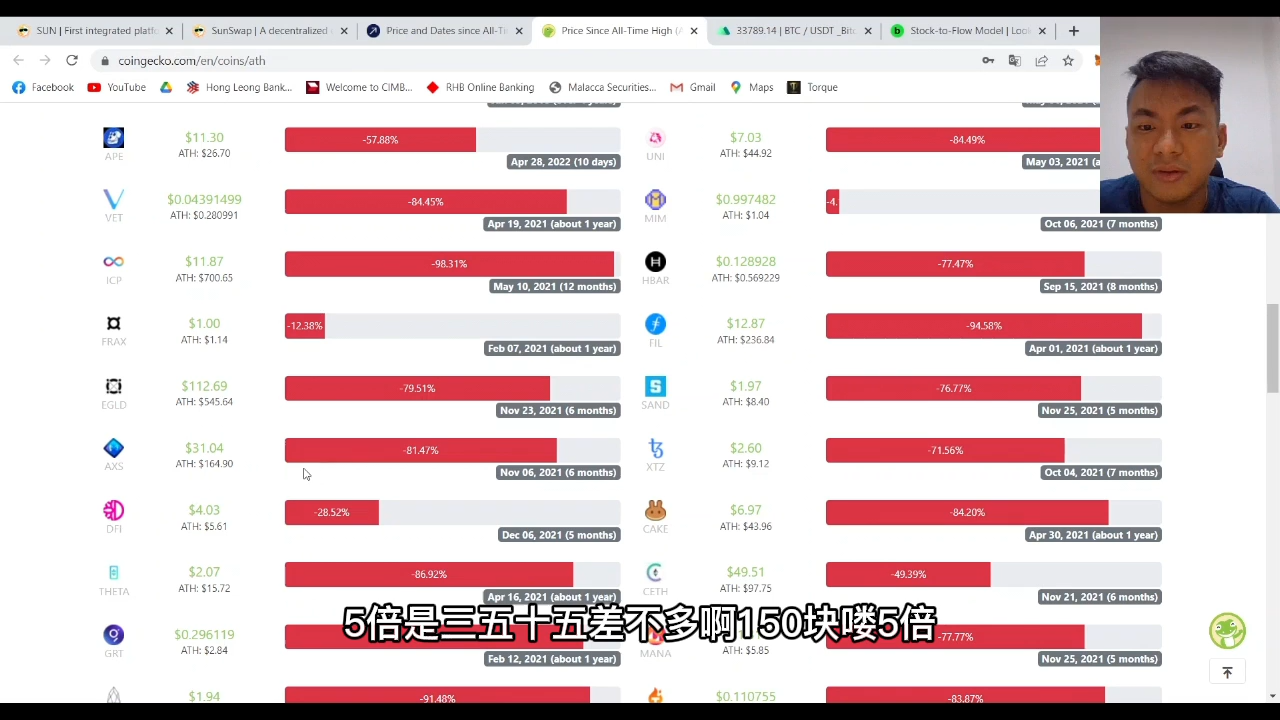 SUN | First integrated platfo
SunSwap | A decentralized
Price and Dates since All-Ti
Price Since All-Time High (A
33789.14 | BTC / USDT _Bit
Stock-to-Flow Model | Look
coingecko.com/en/coins/ath
Facebook
YouTube
Hong Leong Bank...
Welcome to CIMB...
RHB Online Banking
Malacca Securities...
Gmail
Maps
Torque
APE
$11.30
ATH: $26.70
-57.88%
Apr 28, 2022 (10 days)
UNI
$7.03
ATH: $44.92
-84.49%
May 03, 2021 (a
VET
$0.04391499
ATH: $0.280991
-84.45%
Apr 19, 2021 (about 1 year)
MIM
$0.997482
ATH: $1.04
-4.
Oct 06, 2021 (7 months)
ICP
$11.87
ATH: $700.65
-98.31%
May 10, 2021 (12 months)
HBAR
$0.128928
ATH: $0.569229
-77.47%
Sep 15, 2021 (8 months)
FRAX
$1.00
ATH: $1.14
-12.38%
Feb 07, 2021 (about 1 year)
FIL
$12.87
ATH: $236.84
-94.58%
Apr 01, 2021 (about 1 year)
EGLD
$112.69
ATH: $545.64
-79.51%
Nov 23, 2021 (6 months)
SAND
$1.97
ATH: $8.40
-76.77%
Nov 25, 2021 (5 months)
AXS
$31.04
ATH: $164.90
-81.47%
Nov 06, 2021 (6 months)
XTZ
$2.60
ATH: $9.12
-71.56%
Oct 04, 2021 (7 months)
DFI
$4.03
ATH: $5.61
-28.52%
Dec 06, 2021 (5 months)
CAKE
$6.97
ATH: $43.96
-84.20%
Apr 30, 2021 (about 1 year)
THETA
$2.07
ATH: $15.72
-86.92%
Apr 16, 2021 (about 1 year)
CETH
$49.51
ATH: $97.75
-49.39%
Nov 21, 2021 (6 months)
5倍是三五十五差不多啊150块喽5倍
GRT
$0.296119
ATH: $2.84
Feb 12, 2021 (about 1 year)
MANA
ATH: $5.85
-77.77%
Nov 25, 2021 (5 months)
$1.94
-91.48%
$0.110755
-83.87%